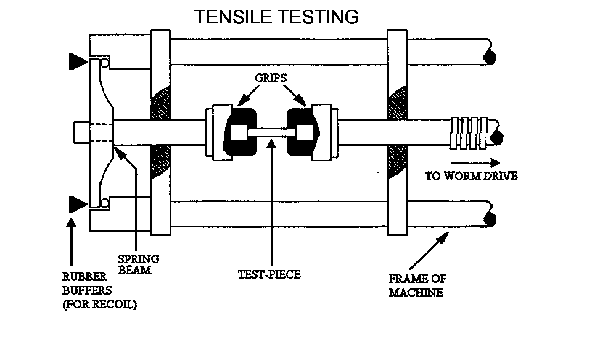 TENSILE TESTING
GRIPS
TO WORM DRIVE
SPRING
BEAM
RUBBER
BUFFERS
(FOR RECOIL)
TEST-PIECE
FRAME OF
MACHINE